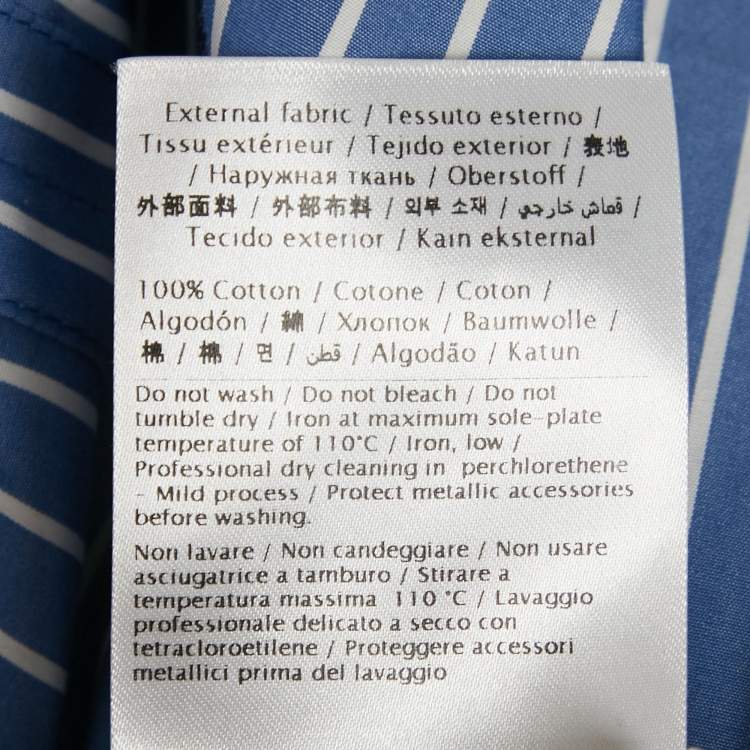 External fabric / Tessuto esterno /
Tissu extérieur / Tejido exterior / 表地
/ Наружная ткань / Oberstoff /
外部面料 / 外部布料 / 외부 소재 / قماش خارجي /
Tecido exterior / Kain eksternal
100% Cotton / Cotone / Coton /
Algodón / 綿 / Хлопок / Baumwolle /
棉 / 棉 / 면 / قطن / Algodão / Katun
Do not wash / Do not bleach / Do not
tumble dry / Iron at maximum sole-plate
temperature of 110°C / Iron, low /
Professional dry cleaning in perchlorethene
- Mild process / Protect metallic accessories
before washing.
Non lavare / Non candeggiare / Non usare
asciugatrice a tamburo / Stirare a
temperatura massima 110 °C / Lavaggio
professionale delicato a secco con
tetracloroetilene / Proteggere accessori
metallici prima del lavaggio